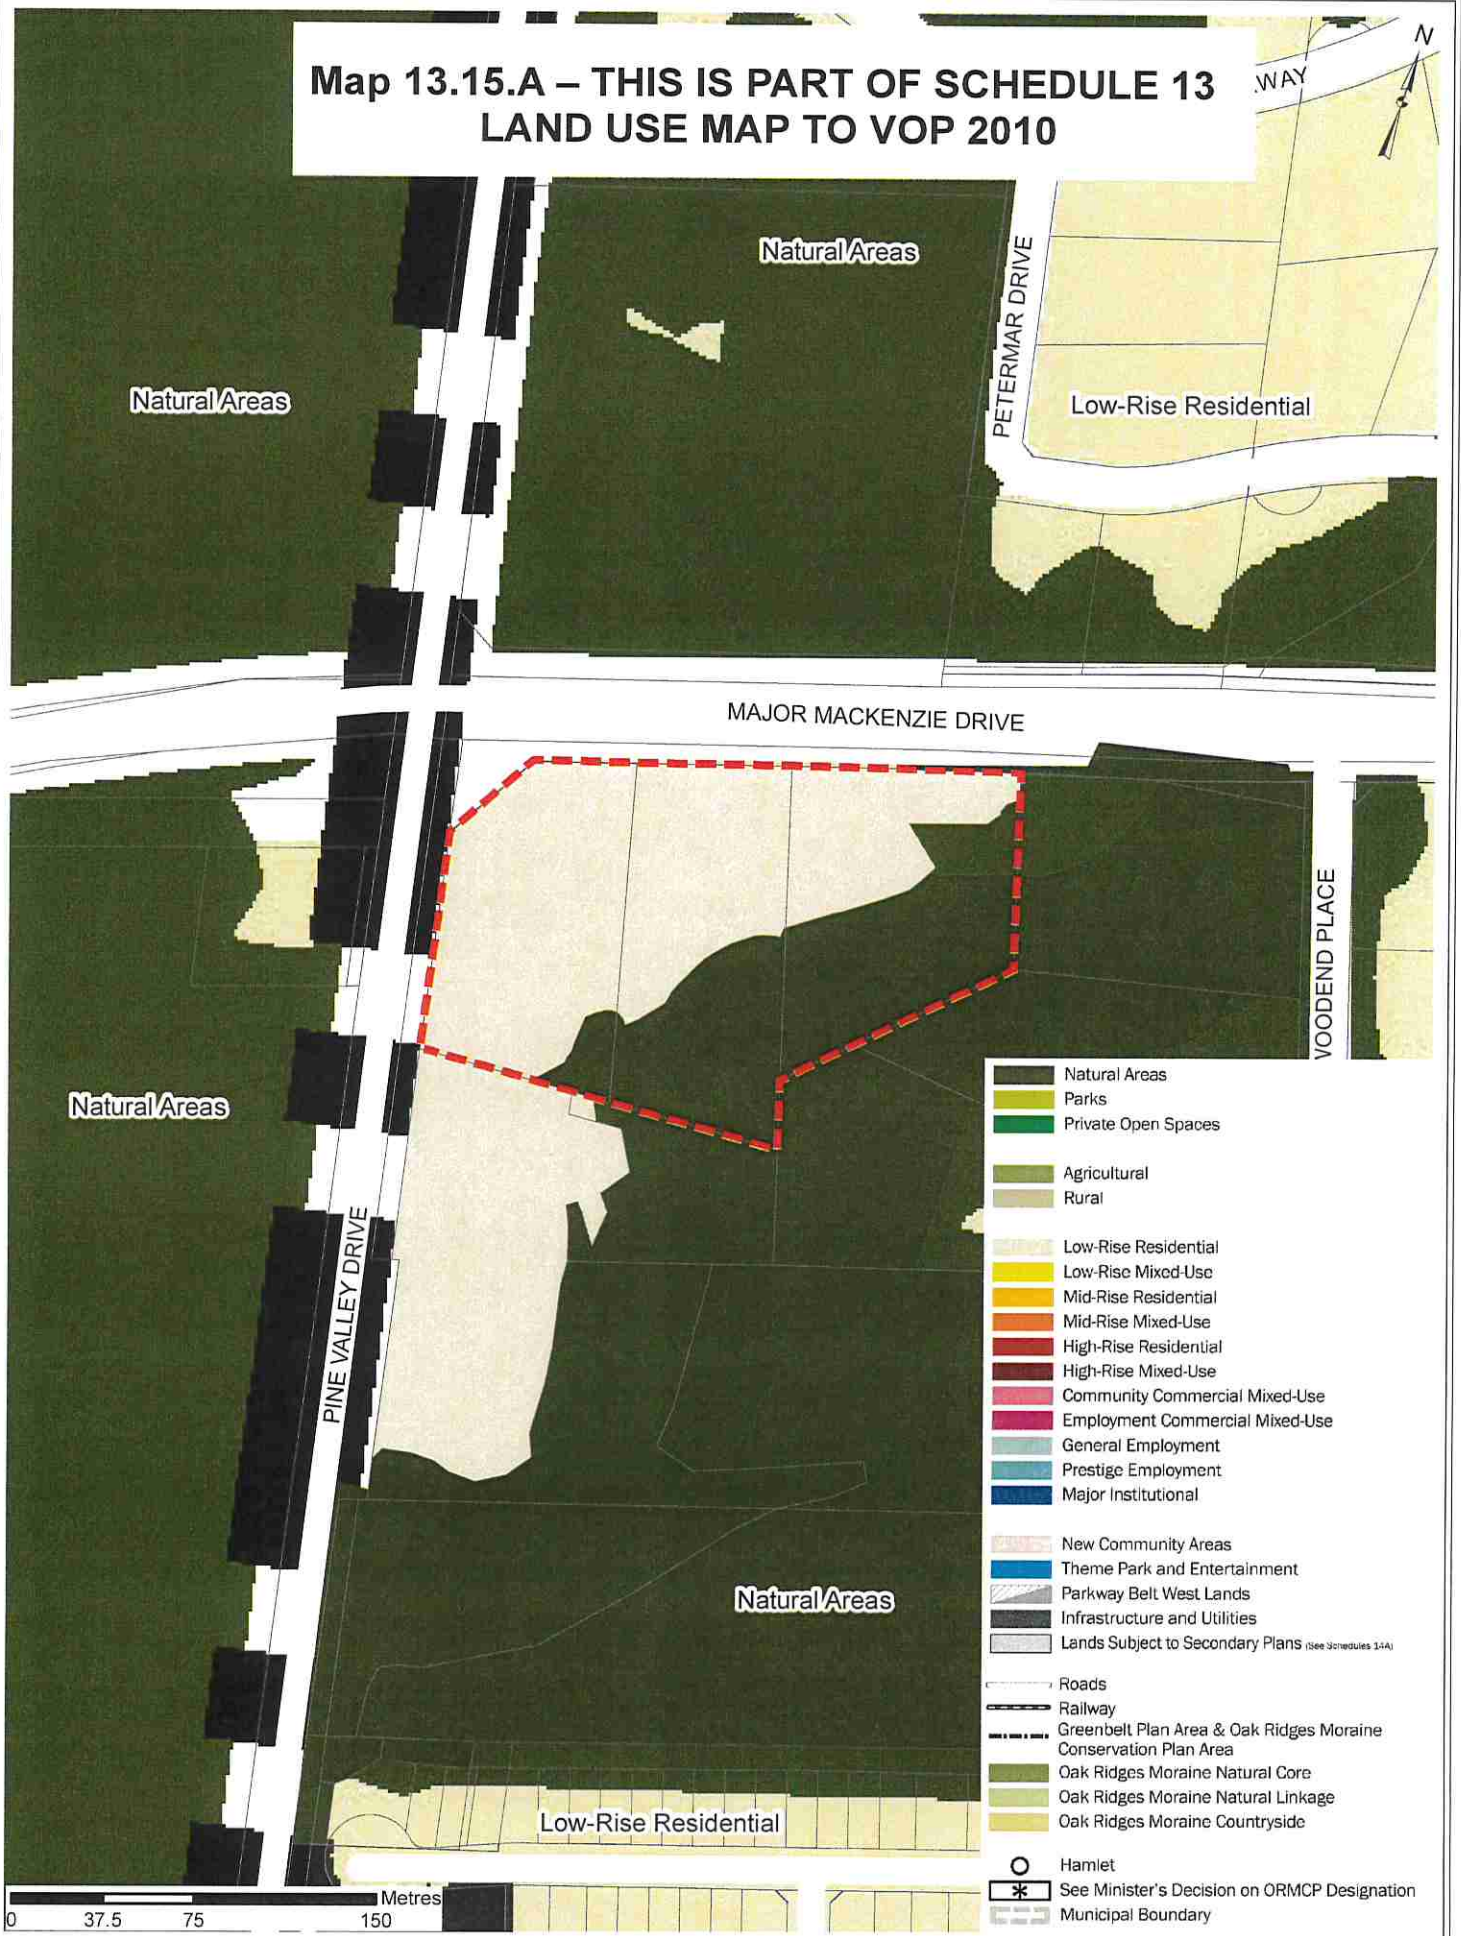 Map 13.15.A – THIS IS PART OF SCHEDULE 13
LAND USE MAP TO VOP 2010
WAY
N
Natural Areas
PETERMAR DRIVE
Natural Areas
Low-Rise Residential
MAJOR MACKENZIE DRIVE
WOODEND PLACE
Natural Areas
PINE VALLEY DRIVE
Natural Areas
Low-Rise Residential
Natural Areas
Parks
Private Open Spaces
Agricultural
Rural
Low-Rise Residential
Low-Rise Mixed-Use
Mid-Rise Residential
Mid-Rise Mixed-Use
High-Rise Residential
High-Rise Mixed-Use
Community Commercial Mixed-Use
Employment Commercial Mixed-Use
General Employment
Prestige Employment
Major Institutional
New Community Areas
Theme Park and Entertainment
Parkway Belt West Lands
Infrastructure and Utilities
Lands Subject to Secondary Plans (See Schedules 14A)
Roads
Railway
Greenbelt Plan Area & Oak Ridges Moraine
Conservation Plan Area
Oak Ridges Moraine Natural Core
Oak Ridges Moraine Natural Linkage
Oak Ridges Moraine Countryside
Hamlet
See Minister's Decision on ORMCP Designation
Municipal Boundary
Metres
0 37.5 75 150